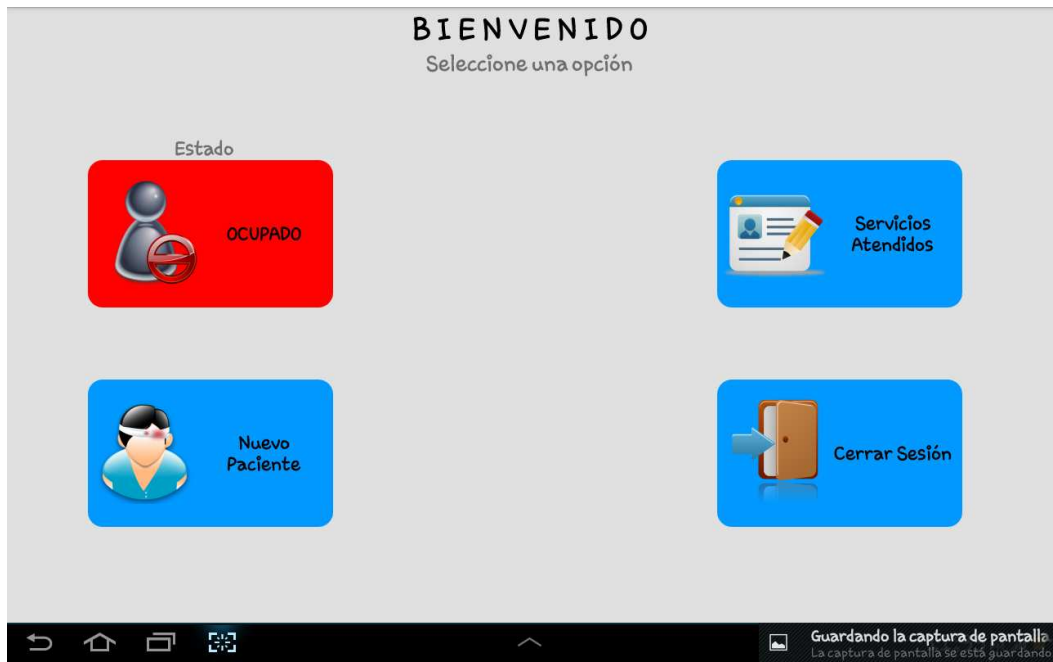 BIENVENIDO
Seleccione una opción
Estado
OCUPADO
Servicios
Atendidos
Nuevo
Paciente
Cerrar Sesión
Guardando la captura de pantalla
La captura de pantalla se está guardando